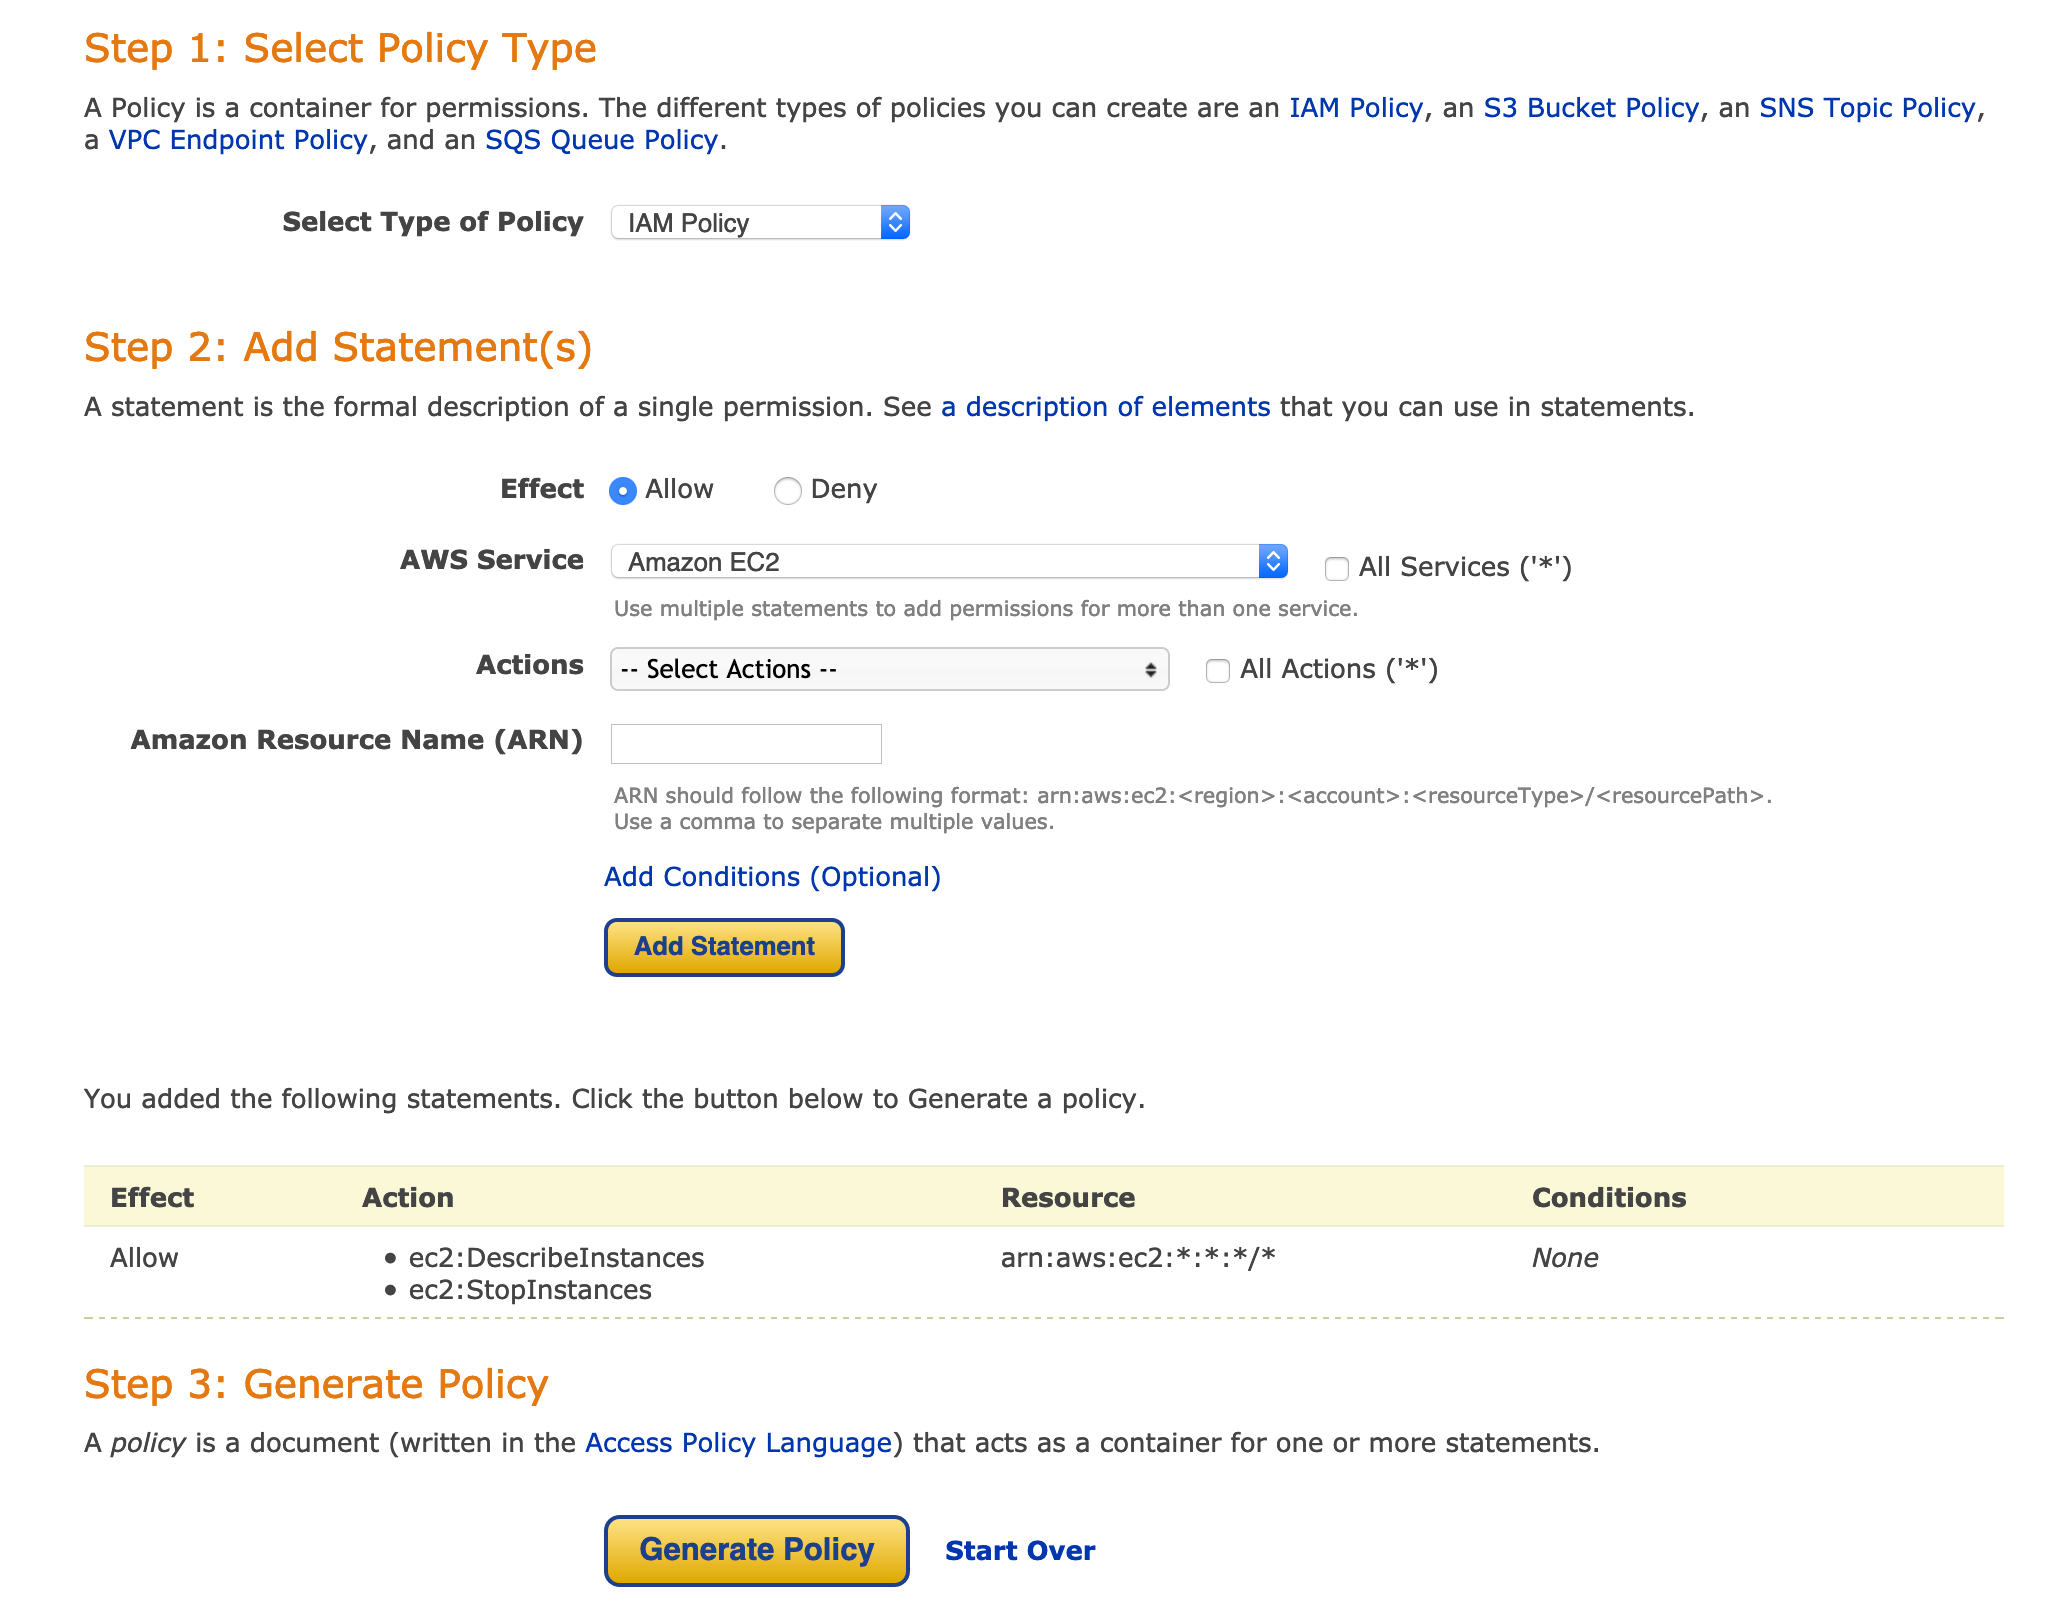 Step 1: Select Policy Type
A Policy is a container for permissions. The different types of policies you can create are an IAM Policy, an S3 Bucket Policy, an SNS Topic Policy,
a VPC Endpoint Policy, and an SQS Queue Policy.
Select Type of Policy IAM Policy
Step 2: Add Statement(s)
A statement is the formal description of a single permission. See a description of elements that you can use in statements.
Effect Allow Deny
AWS Service Amazon EC2 All Services ('*')
Use multiple statements to add permissions for more than one service.
Actions -- Select Actions -- All Actions ('*')
Amazon Resource Name (ARN)
ARN should follow the following format: arn:aws:ec2:<region>:<account>:<resourceType>/<resourcePath>.
Use a comma to separate multiple values.
Add Conditions (Optional)
Add Statement
You added the following statements. Click the button below to Generate a policy.
Effect Action Resource Conditions
Allow • ec2:DescribeInstances arn:aws:ec2:*:*:*/* None
• ec2:StopInstances
Step 3: Generate Policy
A policy is a document (written in the Access Policy Language) that acts as a container for one or more statements.
Generate Policy Start Over